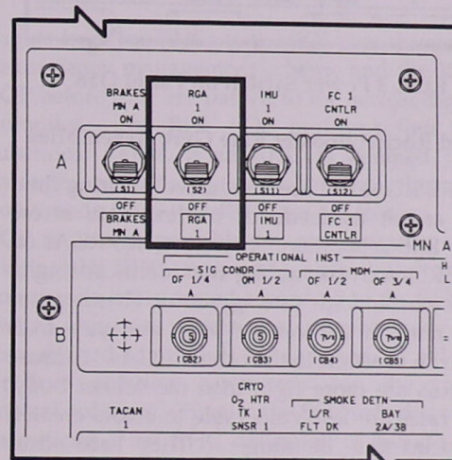 BRAKES RGA IMU FC 1
MN A 1 1 CNTLR
ON ON ON ON
A
(S1) (S2) (S11) (S12)
OFF OFF OFF OFF
BRAKES RGA IMU FC 1
MN A 1 1 CNTLR
MN A
OPERATIONAL INST
SIG CONDR MDM
OF 1/4 OM 1/2 OF 1/2 OF 3/4
A A A A
B
5 5
(CB2) (CB3) (CB4) (CB5)
CRYO
O2 HTR SMOKE DETN
TACAN TK 1 L/R BAY
1 SNSR 1 FLT DK 2A/3B